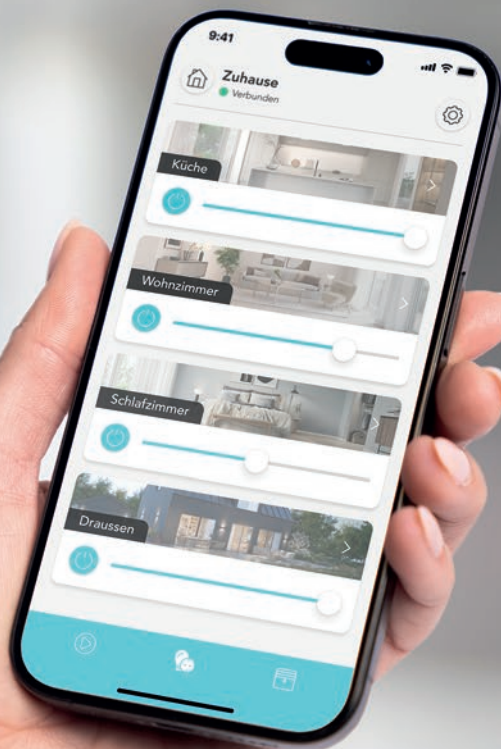 9:41
Zuhause
Verbunden
Küche
Wohnzimmer
Schlafzimmer
Draussen